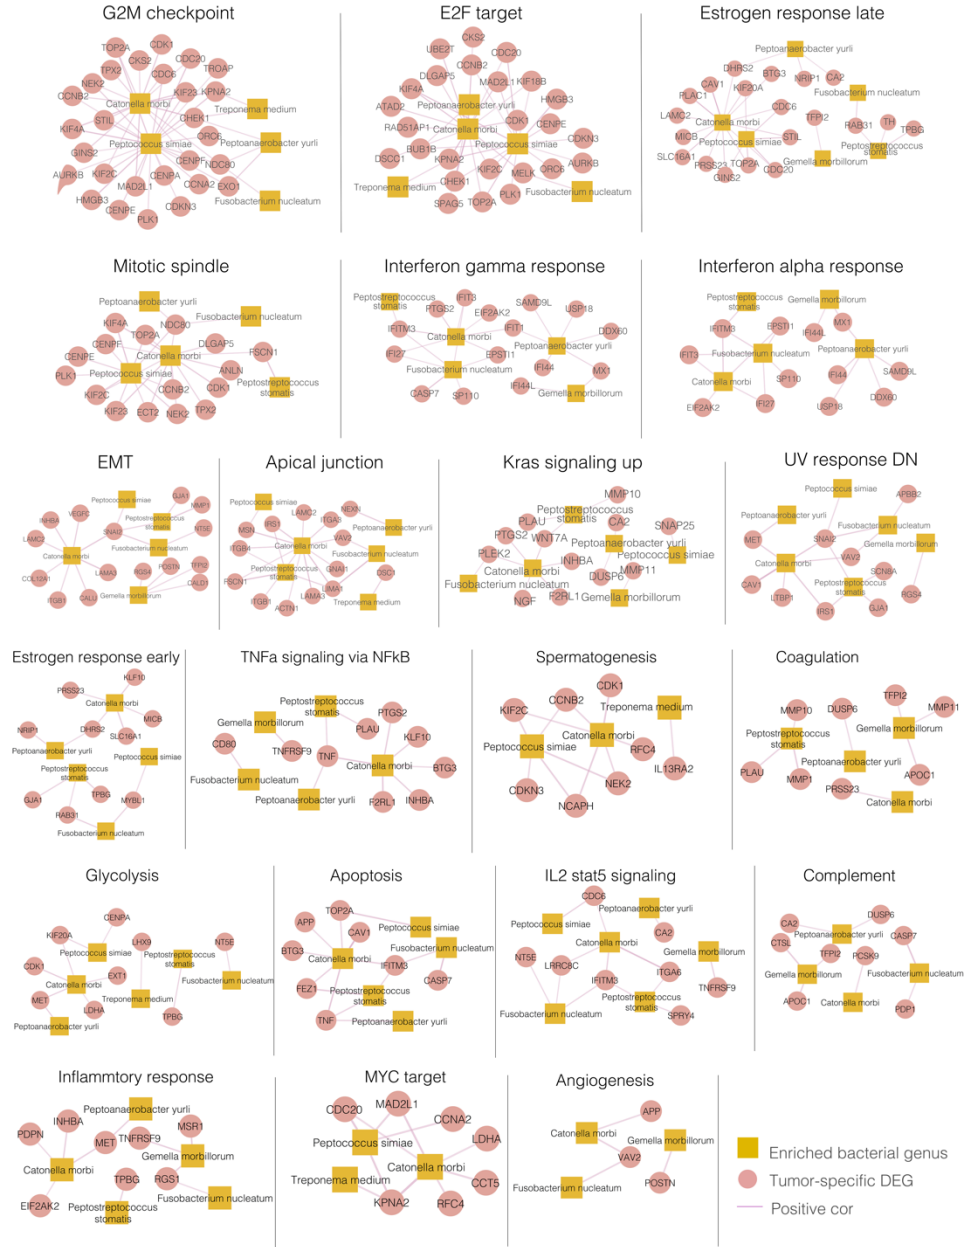 G2M checkpoint
TOP2A
CDK1
CKS2
CDC20
TPX2
CDC6
TROAP
NEK2
KIF23
KPNA2
CCNB2
Catonella morbi
Treponema medium
STIL
CHEK1
KIF4A
ORC6
Peptococcus simiae
Peptoanaerobacter yurli
GINS2
CENPF
NDC80
AURKB
KIF2C
CENPA
MAD2L1
CCNA2
EXO1
HMGB3
CENPE
CDKN3
Fusobacterium nucleatum
PLK1
E2F target
CKS2
UBE2T
CDC20
CCNB2
DLGAP5
MAD2L1
KIF18B
KIF4A
HMGB3
ATAD2
Peptoanaerobacter yurli
CDK1
RAD51AP1
Catonella morbi
CENPE
BUB1B
Peptococcus simiae
CDKN3
DSCC1
KPNA2
KIF2C
AURKB
Treponema medium
CHEK1
MELK
ORC6
Fusobacterium nucleatum
SPAG5
TOP2A
PLK1
Estrogen response late
Peptoanaerobacter yurli
DHRS2
BTG3
NRIP1
CA2
CAV1
KIF20A
Fusobacterium nucleatum
PLAC1
CDC6
LAMC2
Catonella morbi
TFPI2
RAB31
TH
TPBG
MICB
Peptococcus simiae
STIL
Peptostreptococcus
stomatis
SLC16A1
PRSS23
TOP2A
Gemella morbillorum
GINS2
CDC20
Mitotic spindle
Peptoanaerobacter yurli
KIF4A
NDC80
Fusobacterium nucleatum
CENPF
TOP2A
DLGAP5
CENPE
Catonella morbi
FSCN1
PLK1
Peptococcus simiae
ANLN
Peptostreptococcus
stomatis
KIF2C
CCNB2
CDK1
KIF23
ECT2
NEK2
TPX2
Interferon gamma response
Peptostreptococcus
stomatis
IFIT3
PTGS2
EIF2AK2
SAMD9L
USP18
IFITM3
Catonella morbi
IFIT1
DDX60
IFI27
EPSTI1
Peptoanaerobacter yurli
Fusobacterium nucleatum
IFI44
MX1
CASP7
SP110
IFI44L
Gemella morbillorum
Interferon alpha response
Peptostreptococcus
stomatis
Gemella morbillorum
IFITM3
EPSTI1
IFI44L
MX1
IFIT3
Fusobacterium nucleatum
Peptoanaerobacter yurli
Catonella morbi
SP110
IFI44
SAMD9L
EIF2AK2
IFI27
USP18
DDX60
EMT
Peptococcus simiae
GJA1
MMP1
INHBA
VEGFC
Peptostreptococcus
stomatis
NT5E
LAMC2
SNAI2
Catonella morbi
Fusobacterium nucleatum
COL12A1
LAMA3
RGS4
POSTN
TFPI2
CALD1
ITGB1
CALU
Gemella morbillorum
Apical junction
Peptococcus simiae
LAMC2
NEXN
MSN
IRS1
ITGA3
Peptoanaerobacter yurli
ITGB4
Catonella morbi
VAV2
Fusobacterium nucleatum
Peptostreptococcus
stomatis
GNA11
DSC1
FSCN1
LIMA1
ITGB1
ACTN1
LAMA3
Treponema medium
Kras signaling up
MMP10
Peptostreptococcus
stomatis
PLAU
CA2
SNAP25
PTGS2
WNT7A
Peptoanaerobacter yurli
PLEK2
INHBA
Peptococcus simiae
Catonella morbi
MMP11
Fusobacterium nucleatum
DUSP6
NGF
F2RL1
Gemella morbillorum
UV response DN
Peptococcus simiae
APBB2
Peptoanaerobacter yurli
Fusobacterium nucleatum
MET
SNAI2
Gemella morbillorum
VAV2
Catonella morbi
SCN8A
CAV1
LTBP1
Peptostreptococcus
stomatis
RGS4
IRS1
GJA1
Estrogen response early
KLF10
PRSS23
Catonella morbi
NRIP1
DHRS2
MICB
SLC16A1
Peptoanaerobacter yurli
Peptococcus simiae
Peptostreptococcus
stomatis
GJA1
TPBG
MYBL1
RAB31
Fusobacterium nucleatum
TNFa signaling via NFkB
Peptostreptococcus
stomatis
PTGS2
Gemella morbillorum
PLAU
KLF10
CD80
TNFRSF9
TNF
Catonella morbi
BTG3
Fusobacterium nucleatum
Peptoanaerobacter yurli
F2RL1
INHBA
Spermatogenesis
CDK1
CCNB2
KIF2C
Treponema medium
Peptococcus simiae
Catonella morbi
RFC4
IL13RA2
CDKN3
NEK2
NCAPH
Coagulation
TFPI2
MMP10
DUSP6
MMP11
Peptostreptococcus
stomatis
Gemella morbillorum
Peptoanaerobacter yurli
PLAU
MMP1
APOC1
PRSS23
Catonella morbi
Glycolysis
CENPA
KIF20A
LHX9
NT5E
Peptococcus simiae
Peptostreptococcus
stomatis
CDK1
EXT1
Catonella morbi
Fusobacterium nucleatum
MET
Treponema medium
LDHA
TPBG
Peptoanaerobacter yurli
Apoptosis
TOP2A
APP
CAV1
Peptococcus simiae
BTG3
Fusobacterium nucleatum
Catonella morbi
IFITM3
CASP7
FEZ1
Peptostreptococcus
stomatis
TNF
Peptoanaerobacter yurli
IL2 stat5 signaling
CDC6
Peptoanaerobacter yurli
Peptococcus simiae
CA2
Catonella morbi
Gemella morbillorum
NT5E
LRRC8C
ITGA6
IFITM3
TNFRSF9
Peptostreptococcus
stomatis
Fusobacterium nucleatum
SPRY4
Complement
DUSP6
CA2
Peptoanaerobacter yurli
CASP7
CTSL
TFPI2
PCSK9
Gemella morbillorum
Fusobacterium nucleatum
APOC1
Catonella morbi
PDP1
Inflammtory response
Peptoanaerobacter yurli
INHBA
MSR1
PDPN
MET
TNFRSF9
Catonella morbi
Gemella morbillorum
TPBG
RGS1
Fusobacterium nucleatum
EIF2AK2
Peptostreptococcus
stomatis
MYC target
MAD2L1
CDC20
CCNA2
Peptococcus simiae
LDHA
Catonella morbi
Treponema medium
CCT5
KPNA2
RFC4
Angiogenesis
APP
Catonella morbi
Gemella morbillorum
VAV2
Fusobacterium nucleatum
POSTN
Enriched bacterial genus
Tumor-specific DEG
Positive cor